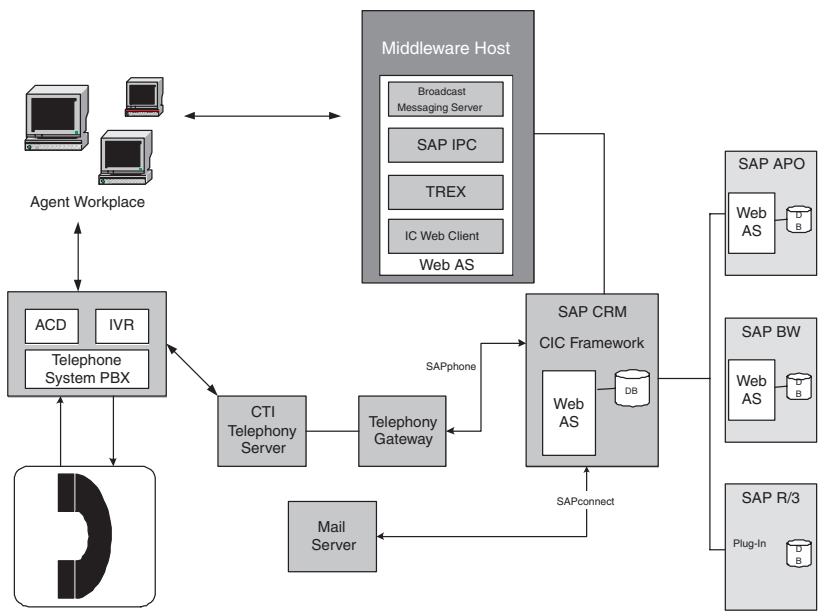 Middleware Host
Broadcast
Messaging Server
SAP IPC
TREX
IC Web Client
Web AS
Agent Workplace
ACD
IVR
Telephone
System PBX
CTI
Telephony
Server
Telephony
Gateway
SAPphone
SAP CRM
CIC Framework
Web
AS
DB
SAPconnect
Mail
Server
SAP APO
Web
AS
D
B
SAP BW
Web
AS
D
B
SAP R/3
Plug-In
D
B